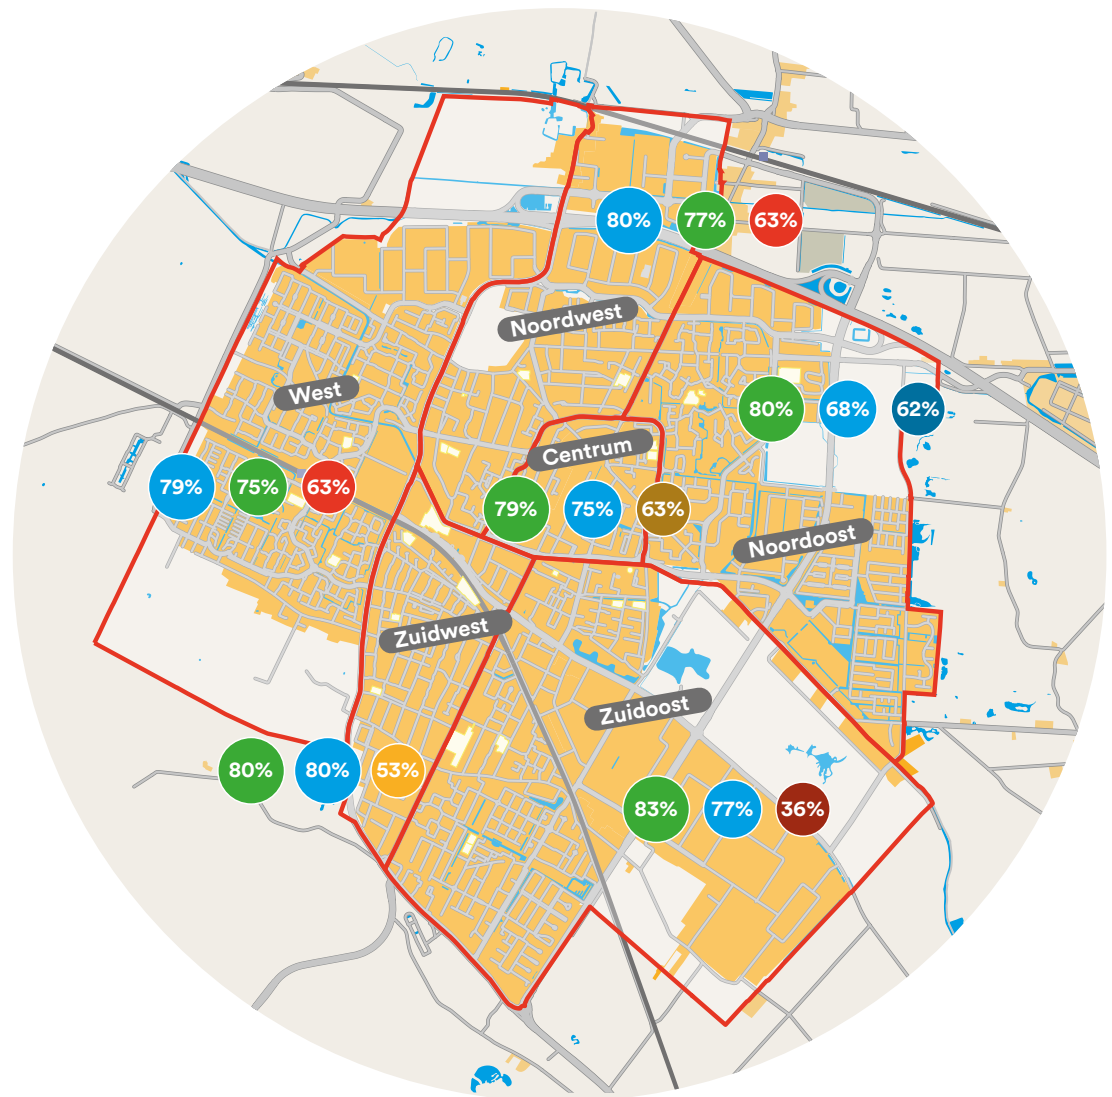 80% 77% 63%
Noordwest
West
80% 68% 62%
Centrum
79% 75% 63%
79% 75% 63%
Noordoost
Zuidwest
Zuidoost
80% 80% 53%
83% 77% 36%